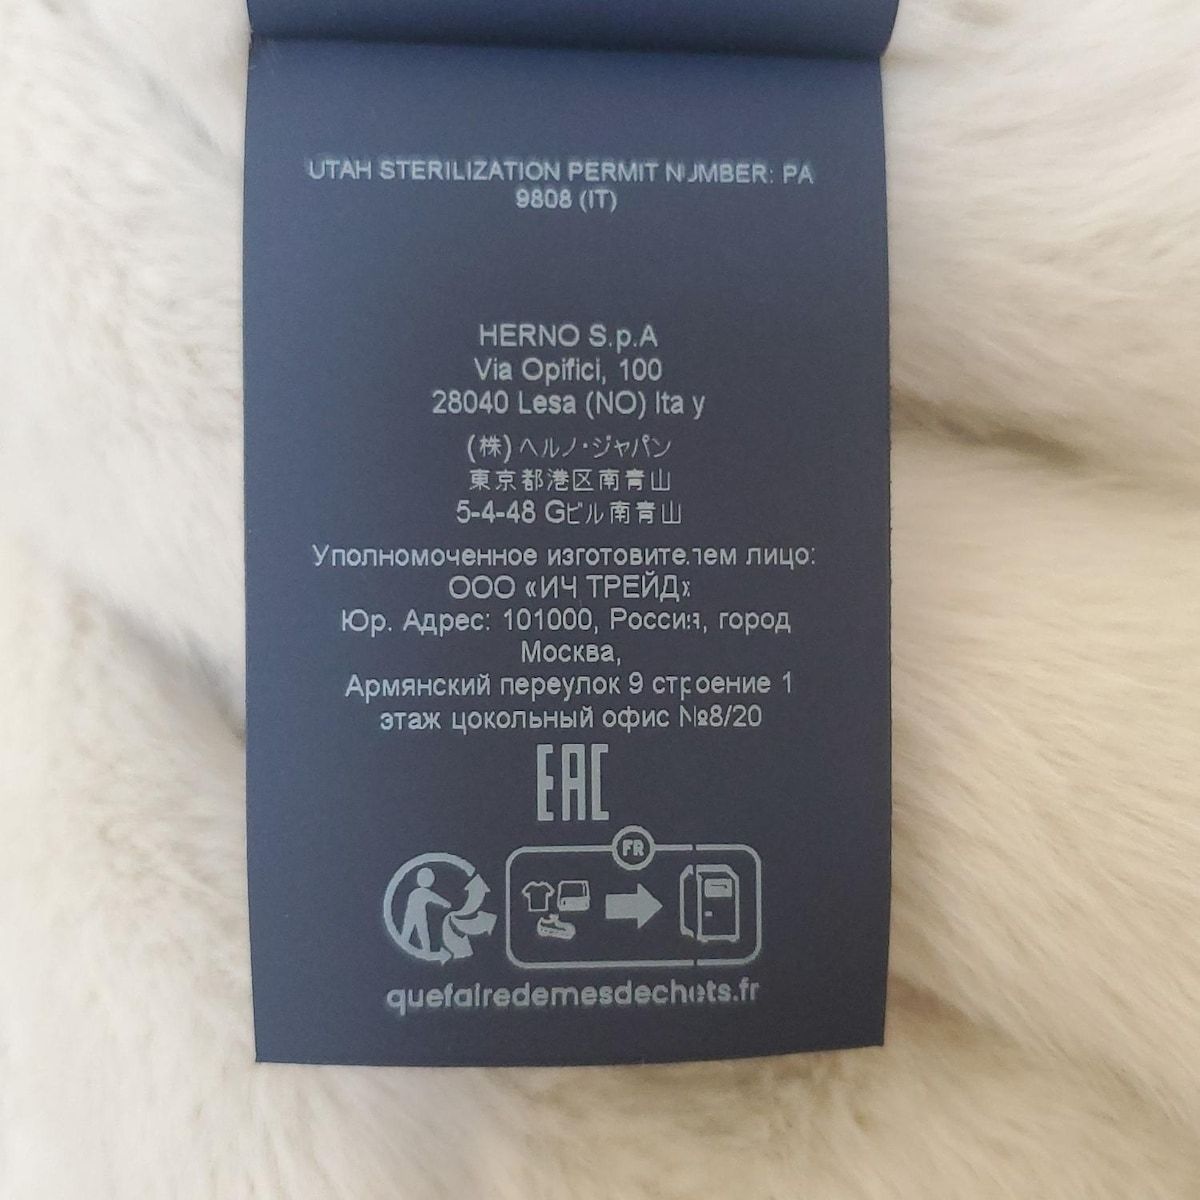 UTAH STERILIZATION PERMIT NUMBER: PA
9808 (IT)
HERNO S.p.A
Via Opifici, 100
28040 Lesa (NO) Ita y
(株)ヘルノ・ジャパン
東京都港区南青山
5-4-48 Gビル南青山
Уполномоченное изготовителем лицо:
ООО «ИЧ ТРЕЙД»
Юр. Адрес: 101000, Россия, город
Москва,
Армянский переулок 9 строение 1
этаж цокольный офис №8/20
EAC
FR
quefairedemesdechets.fr